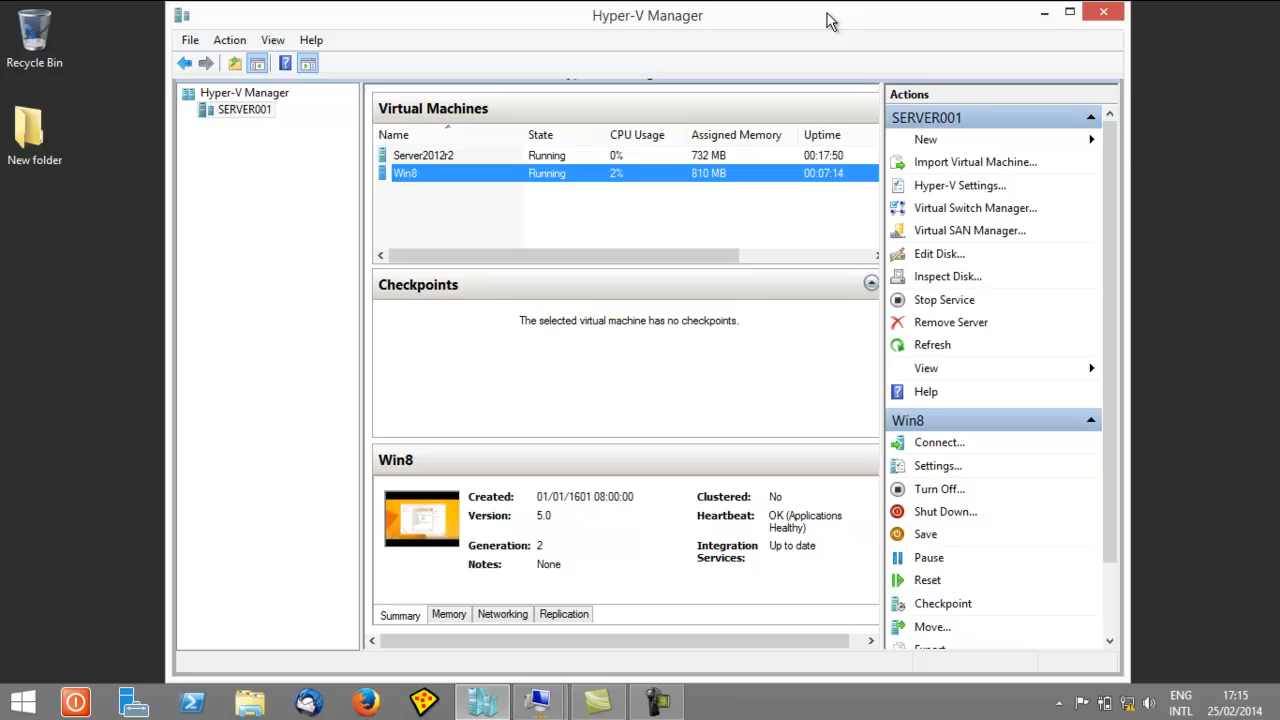 Hyper-V Manager
Recycle Bin
New folder
File Action View Help
Hyper-V Manager
SERVER001
Virtual Machines
Name State CPU Usage Assigned Memory Uptime
Server2012r2 Running 0% 732 MB 00:17:50
Win8 Running 2% 810 MB 00:07:14
Checkpoints
The selected virtual machine has no checkpoints.
Win8
Created: 01/01/1601 08:00:00 Clustered: No
Version: 5.0 Heartbeat: OK (Applications
Healthy)
Generation: 2 Integration Up to date
Services:
Notes: None
Summary Memory Networking Replication
Actions
SERVER001
New
Import Virtual Machine...
Hyper-V Settings...
Virtual Switch Manager...
Virtual SAN Manager...
Edit Disk...
Inspect Disk...
Stop Service
Remove Server
Refresh
View
Help
Win8
Connect...
Settings...
Turn Off...
Shut Down...
Save
Pause
Reset
Checkpoint
Move...
ENG 17:15
INTL 25/02/2014